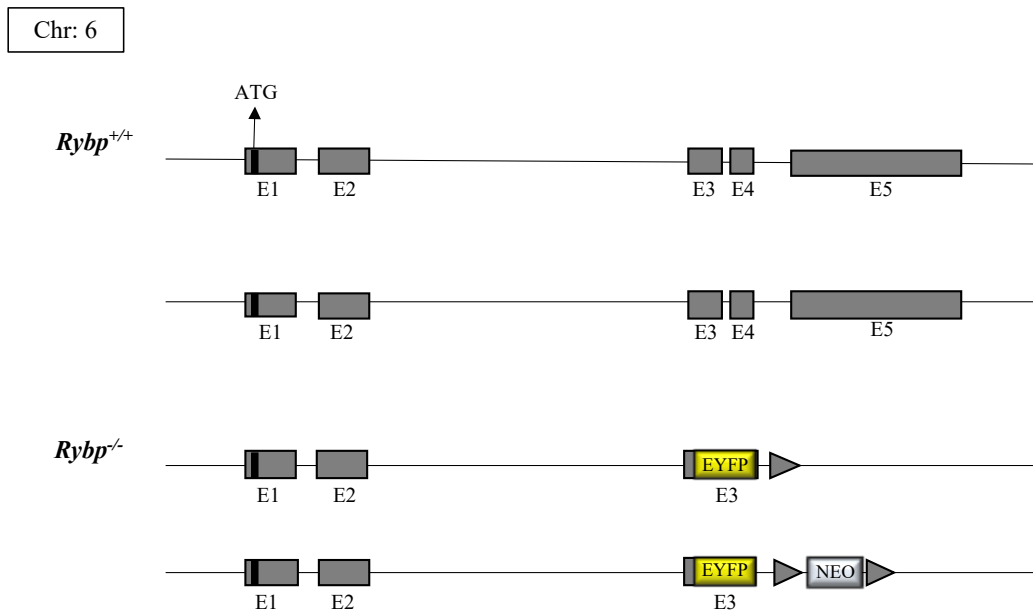 Chr: 6
ATG
Rybp+/+
E1 E2 E3 E4 E5
E1 E2 E3 E4 E5
Rybp-/-
EYFP
E1 E2 E3
EYFP NEO
E1 E2 E3